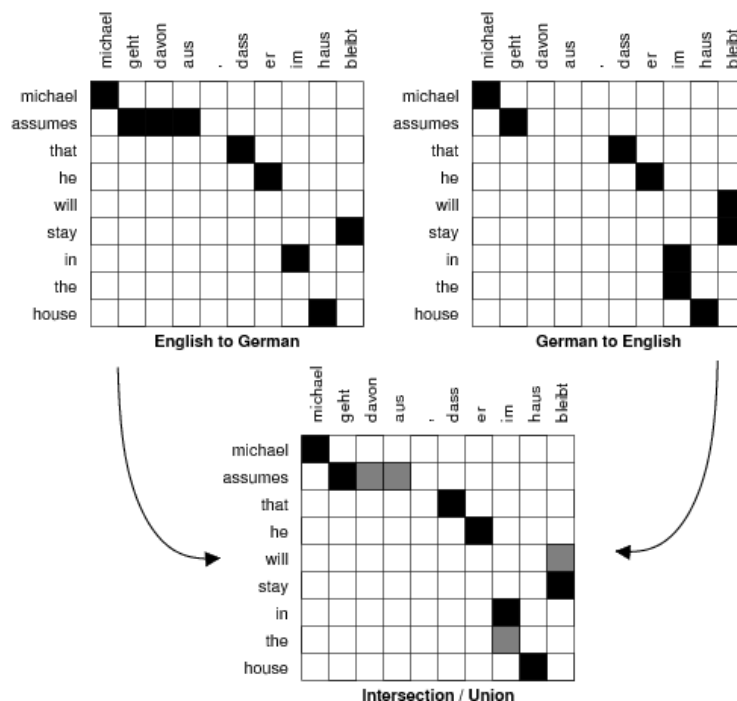 michael geht davon aus , dass er im haus bleibt
michael
assumes
that
he
will
stay
in
the
house
English to German
michael geht davon aus , dass er im haus bleibt
michael
assumes
that
he
will
stay
in
the
house
German to English
michael geht davon aus , dass er im haus bleibt
michael
assumes
that
he
will
stay
in
the
house
Intersection / Union